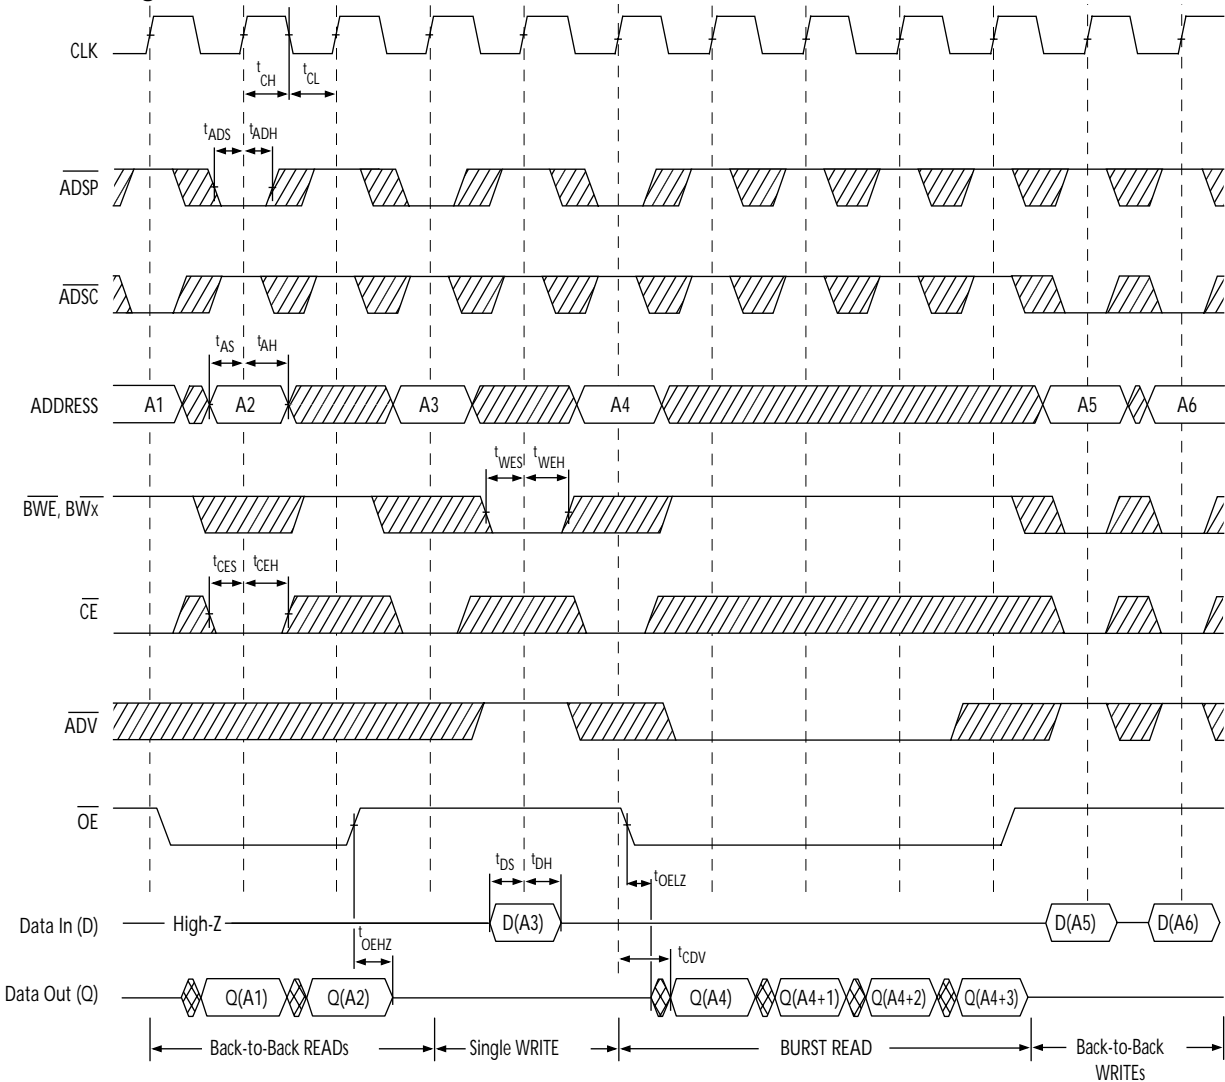 CLK
tCH
tCL
tADS
tADH
ADSP
ADSC
tAS
tAH
ADDRESS A1 A2 A3 A4 A5 A6
tWES
tWEH
BWE, BWx
tCES
tCEH
CE
ADV
OE
tDS
tDH
tOELZ
Data In (D) High-Z D(A3) D(A5) D(A6)
tOEHZ
tCDV
Data Out (Q) Q(A1) Q(A2) Q(A4) Q(A4+1) Q(A4+2) Q(A4+3)
Back-to-Back READs Single WRITE BURST READ Back-to-Back
WRITEs